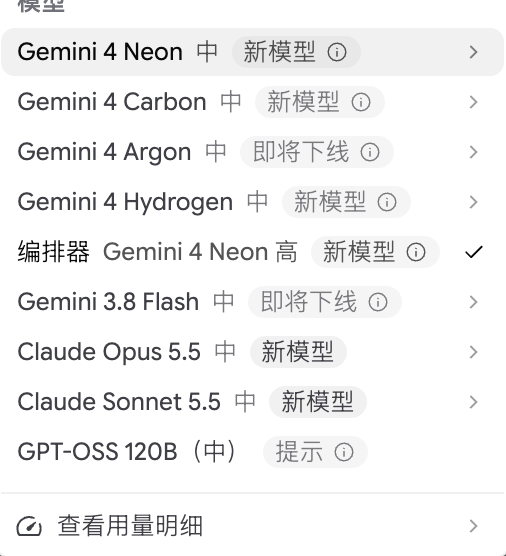 模型
Gemini 4 Neon 中 新模型
Gemini 4 Carbon 中 新模型
Gemini 4 Argon 中 即将下线
Gemini 4 Hydrogen 中 新模型
编排器 Gemini 4 Neon 高 新模型
Gemini 3.8 Flash 中 即将下线
Claude Opus 5.5 中 新模型
Claude Sonnet 5.5 中 新模型
GPT-OSS 120B（中） 提示
查看用量明细